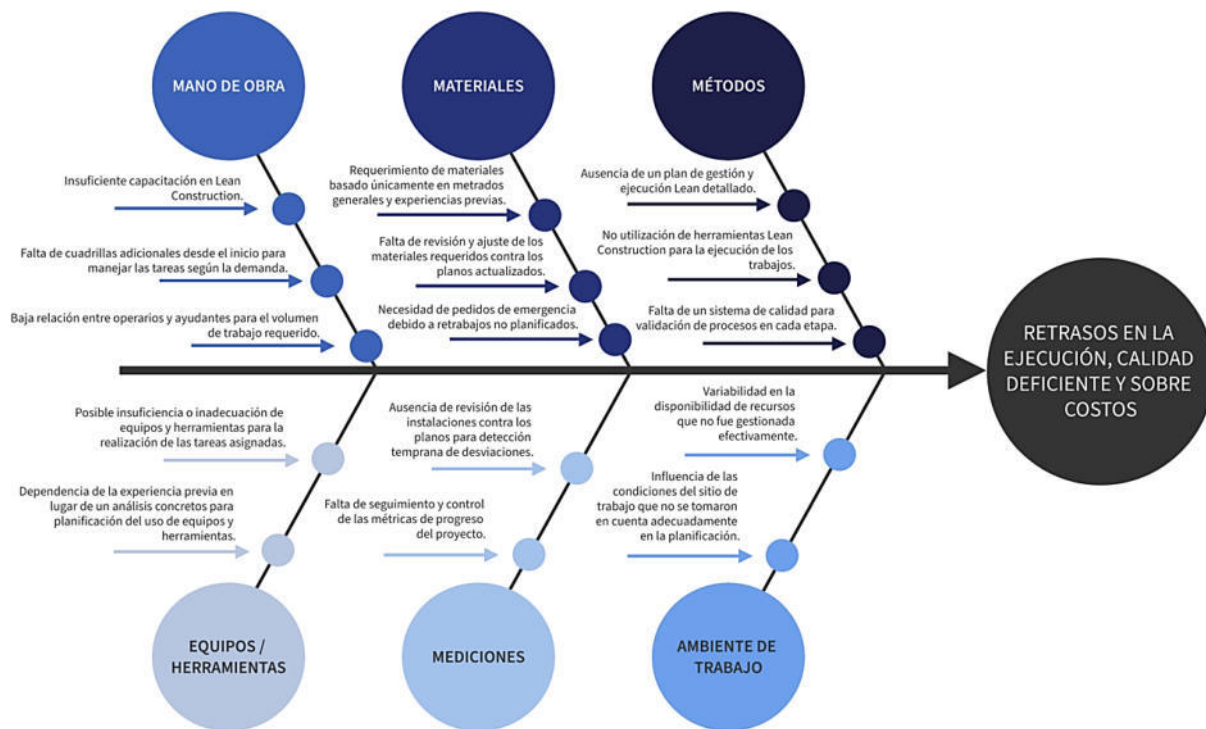 MANO DE OBRA
MATERIALES
MÉTODOS
Insuficiente capacitación en Lean
Construction.
Falta de cuadrillas adicionales desde el inicio para
manejar las tareas según la demanda.
Baja relación entre operarios y ayudantes para el volumen
de trabajo requerido.
Requerimiento de materiales
basado únicamente en metrados
generales y experiencias previas.
Falta de revisión y ajuste de los
materiales requeridos contra los
planos actualizados.
Necesidad de pedidos de emergencia
debido a retrabajos no planificados.
Ausencia de un plan de gestión y
ejecución Lean detallado.
No utilización de herramientas Lean
Construction para la ejecución de los
trabajos.
Falta de un sistema de calidad para
validación de procesos en cada etapa.
RETRASOS EN LA
EJECUCIÓN, CALIDAD
DEFICIENTE Y SOBRE
COSTOS
Posible insuficiencia o inadecuación de
equipos y herramientas para la
realización de las tareas asignadas.
Dependencia de la experiencia previa en
lugar de un análisis concretos para
planificación del uso de equipos y
herramientas.
Ausencia de revisión de las
instalaciones contra los
planos para detección
temprana de desviaciones.
Falta de seguimiento y control
de las métricas de progreso
del proyecto.
Variabilidad en la
disponibilidad de recursos
que no fue gestionada
efectivamente.
Influencia de las
condiciones del sitio de
trabajo que no se tomaron
en cuenta adecuadamente
en la planificación.
EQUIPOS /
HERRAMIENTAS
MEDICIONES
AMBIENTE DE
TRABAJO